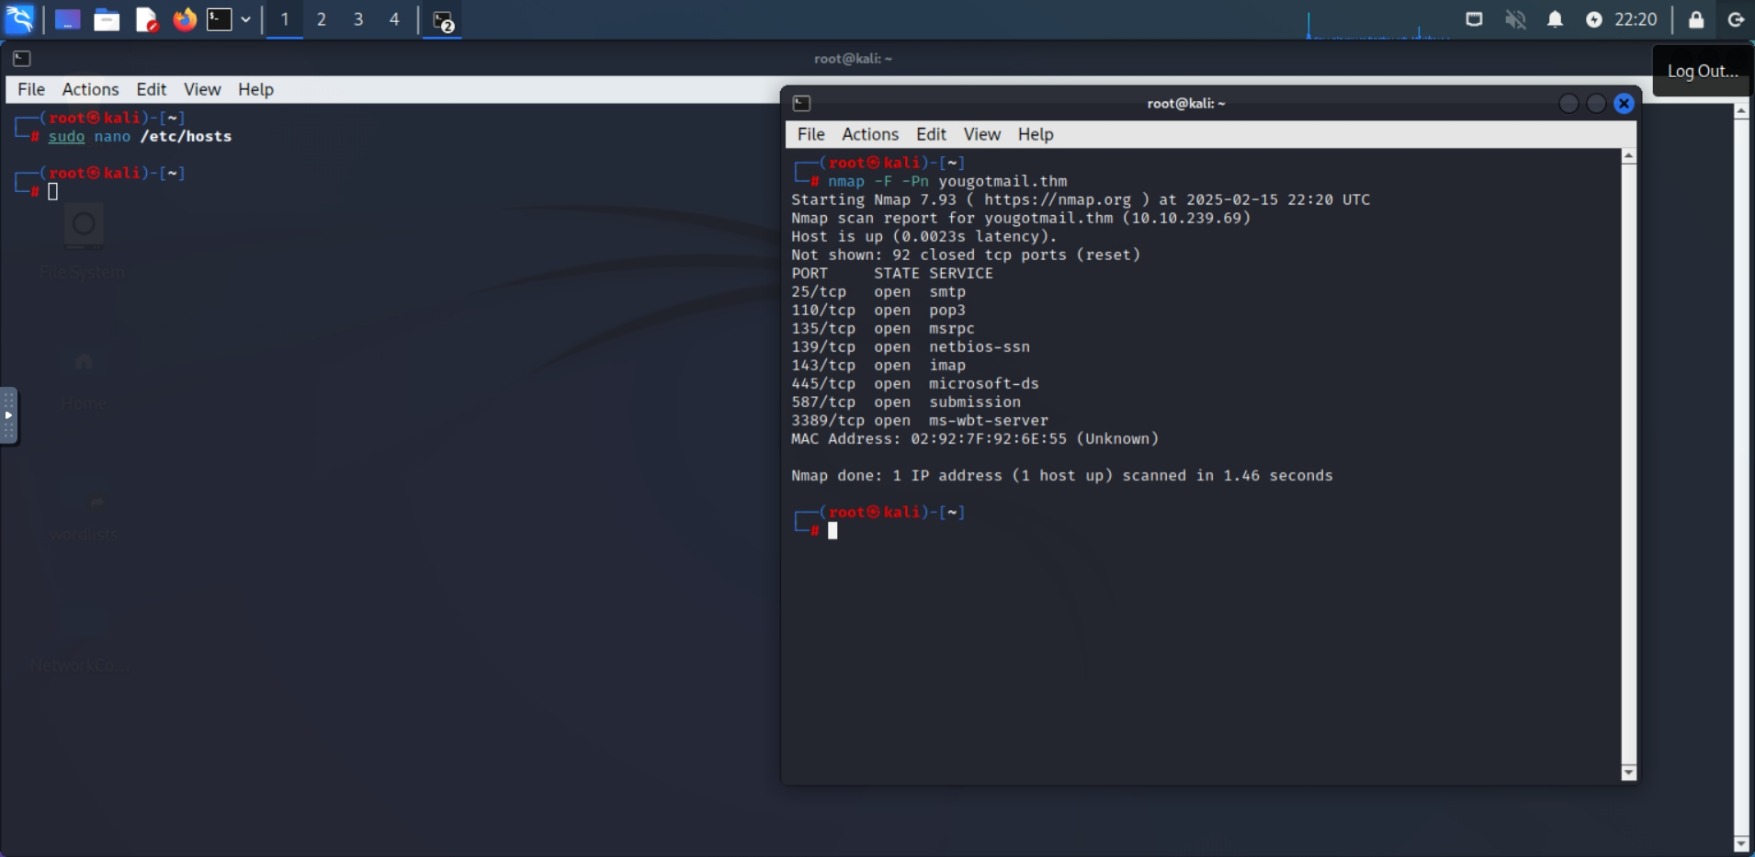 1 2 3 4 2 22:20
root@kali: ~
Log Out...
File Actions Edit View Help
(root㉿kali)-[~]
# sudo nano /etc/hosts
(root㉿kali)-[~]
#
File System
Home
wordlists
NetworkCo...
root@kali: ~
File Actions Edit View Help
(root㉿kali)-[~]
# nmap -F -Pn yougotmail.thm
Starting Nmap 7.93 ( https://nmap.org ) at 2025-02-15 22:20 UTC
Nmap scan report for yougotmail.thm (10.10.239.69)
Host is up (0.0023s latency).
Not shown: 92 closed tcp ports (reset)
PORT     STATE SERVICE
25/tcp   open  smtp
110/tcp  open  pop3
135/tcp  open  msrpc
139/tcp  open  netbios-ssn
143/tcp  open  imap
445/tcp  open  microsoft-ds
587/tcp  open  submission
3389/tcp open  ms-wbt-server
MAC Address: 02:92:7F:92:6E:55 (Unknown)
Nmap done: 1 IP address (1 host up) scanned in 1.46 seconds
(root㉿kali)-[~]
#